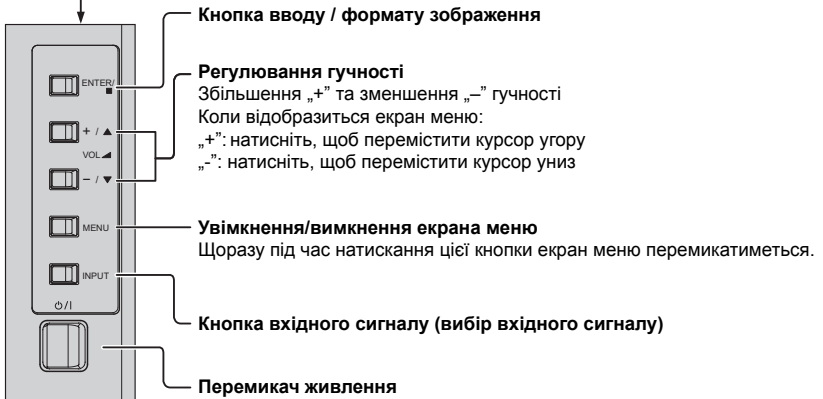 Кнопка вводу / формату зображення
ENTER/■
Регулювання гучності
Збільшення „+” та зменшення „–” гучності
Коли відобразиться екран меню:
„+”: натисніть, щоб перемістити курсор угору
„-”: натисніть, щоб перемістити курсор униз
+ / ▲
VOL
– / ▼
MENU
Увімкнення/вимкнення екрана меню
Щоразу під час натискання цієї кнопки екран меню перемикатиметься.
INPUT
Кнопка вхідного сигналу (вибір вхідного сигналу)
⏻/I
Перемикач живлення